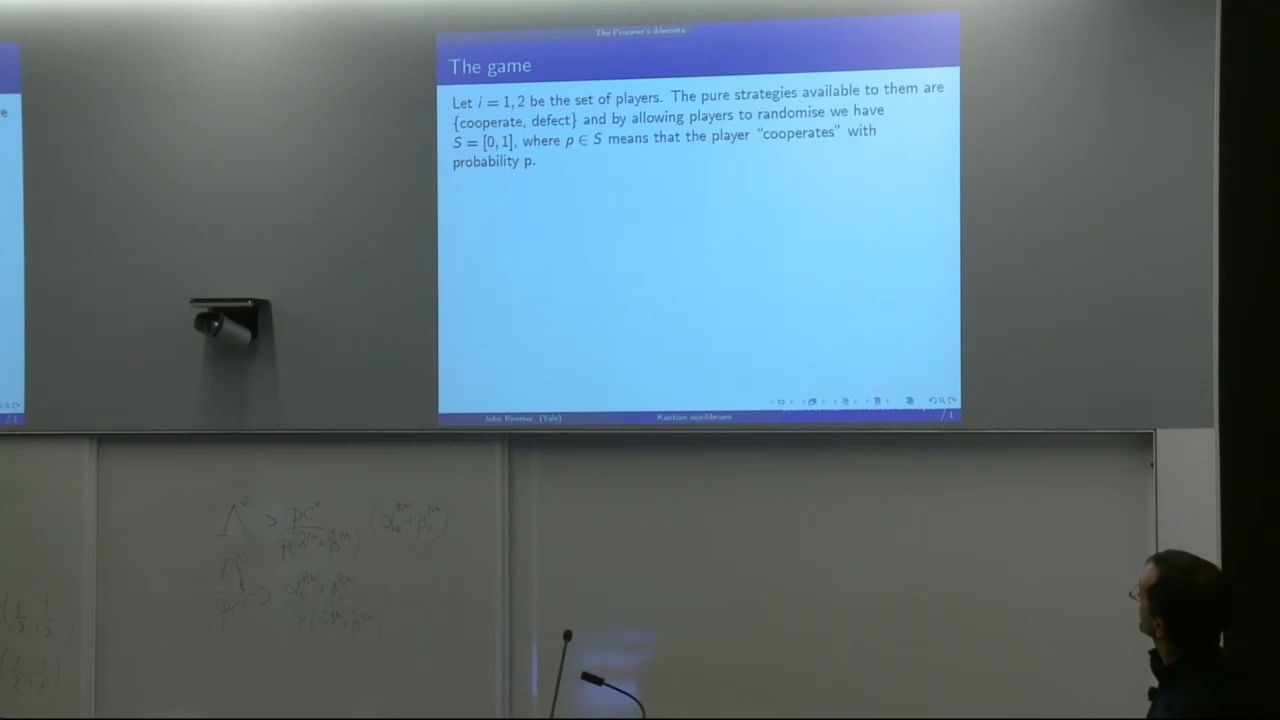 The Prisoner's dilemma
The game
Let i = 1, 2 be the set of players. The pure strategies available to them are
{cooperate, defect} and by allowing players to randomise we have
S = [0, 1], where p ∈ S means that the player “cooperates” with
probability p.
John Roemer (Yale)
Kantian equilibrium
/ 1